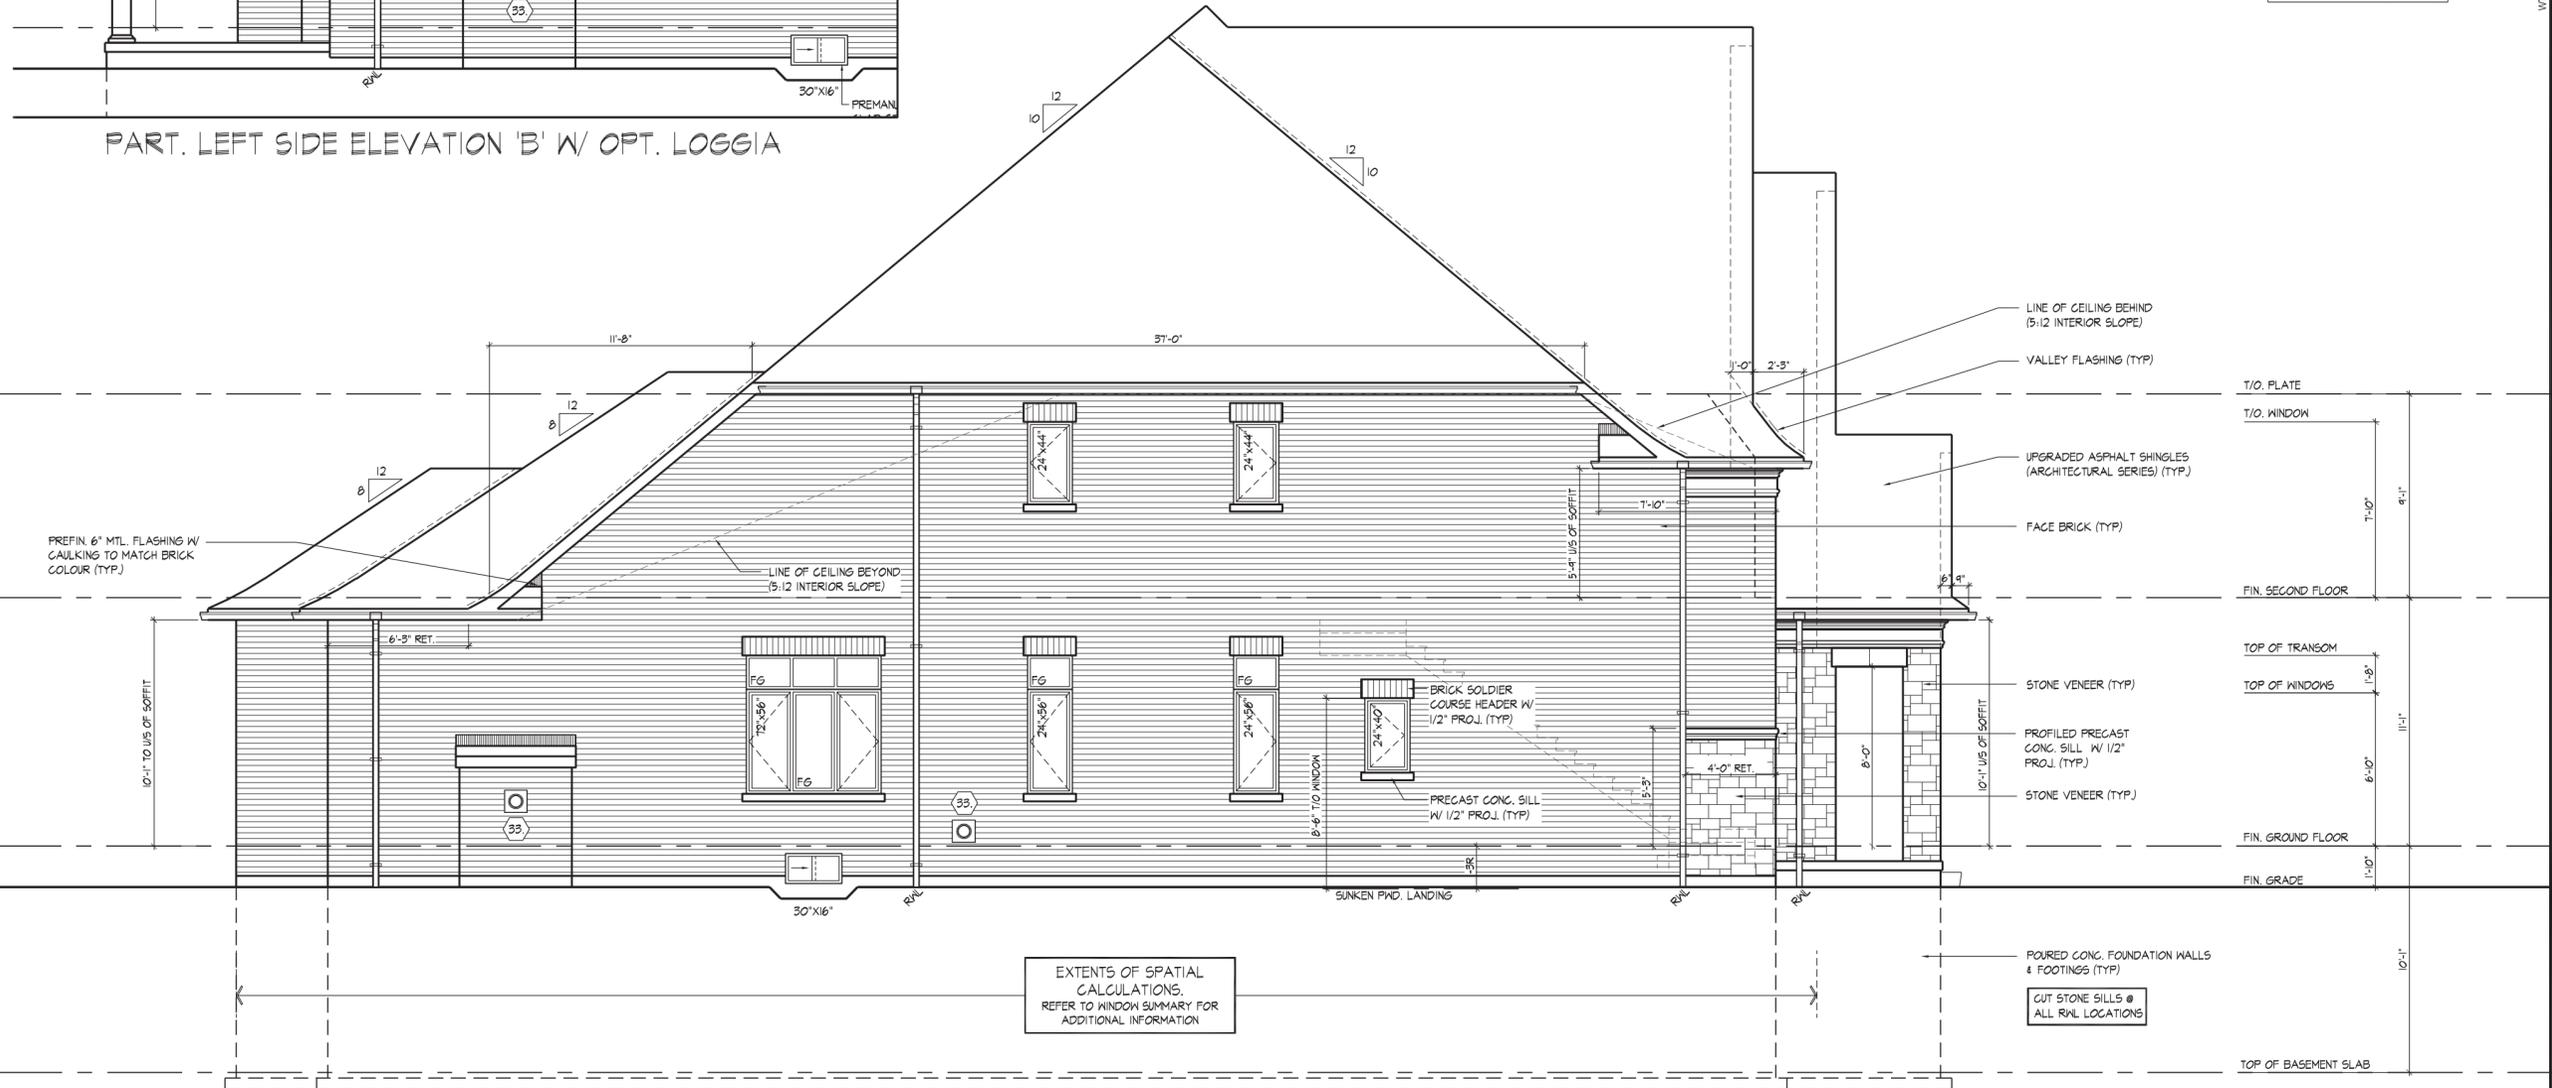 33.
RWL
30"X16"
PREMAN
PART. LEFT SIDE ELEVATION 'B' W/ OPT. LOGGIA
12
10
12
10
11'-8"
37'-0"
12
8
12
8
1'-0"
2'-3"
LINE OF CEILING BEHIND
(5:12 INTERIOR SLOPE)
VALLEY FLASHING (TYP)
T/O. PLATE
T/O. WINDOW
UPGRADED ASPHALT SHINGLES
(ARCHITECTURAL SERIES) (TYP.)
7'-10"
9'-1"
24"x44"
24"x44"
5'-9" U/S OF SOFFIT
7'-10"
FACE BRICK (TYP)
PREFIN. 6" MTL. FLASHING W/
CAULKING TO MATCH BRICK
COLOUR (TYP.)
LINE OF CEILING BEYOND
(5:12 INTERIOR SLOPE)
6"
9"
FIN. SECOND FLOOR
6'-3" RET.
10'-1" TO U/S OF SOFFIT
TOP OF TRANSOM
1'-8"
TOP OF WINDOWS
FG
72"x56"
FG
FG
24"x56"
FG
24"x56"
24"x40"
BRICK SOLDIER
COURSE HEADER W/
1/2" PROJ. (TYP)
STONE VENEER (TYP)
PROFILED PRECAST
CONC. SILL W/ 1/2"
PROJ. (TYP.)
STONE VENEER (TYP.)
4'-0" RET.
5'-3"
8'-0"
10'-1" U/S OF SOFFIT
6'-10"
11'-1"
33.
33.
8'-6" T/O WINDOW
PRECAST CONC. SILL
W/ 1/2" PROJ. (TYP)
FIN. GROUND FLOOR
-3R
1'-10"
FIN. GRADE
30"X16"
RWL
SUNKEN PWD. LANDING
RWL
RWL
EXTENTS OF SPATIAL
CALCULATIONS.
REFER TO WINDOW SUMMARY FOR
ADDITIONAL INFORMATION
POURED CONC. FOUNDATION WALLS
& FOOTINGS (TYP)
10'-1"
CUT STONE SILLS @
ALL RWL LOCATIONS
TOP OF BASEMENT SLAB